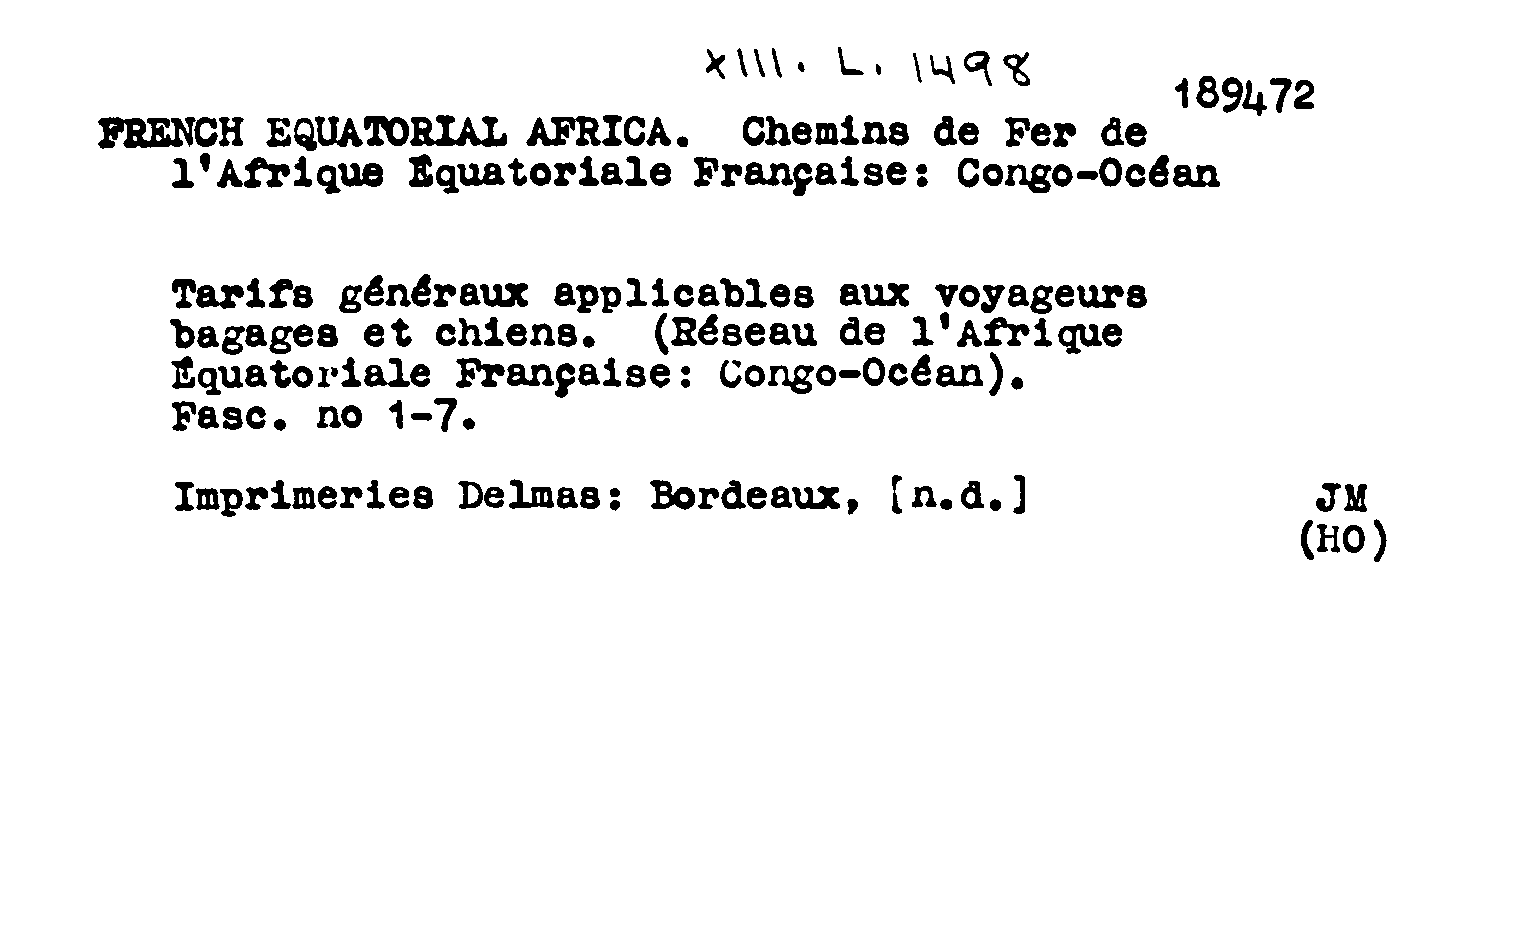 XIII. L. 1498
189472
FRENCH EQUATORIAL AFRICA. Chemins de Fer de
l'Afrique Équatoriale Française: Congo-Océan
Tarifs généraux applicables aux voyageurs
bagages et chiens. (Réseau de l'Afrique
Équatoriale Française: Congo-Océan).
Fasc. no 1-7.
Imprimeries Delmas: Bordeaux, [n.d.]
JM
(HO)